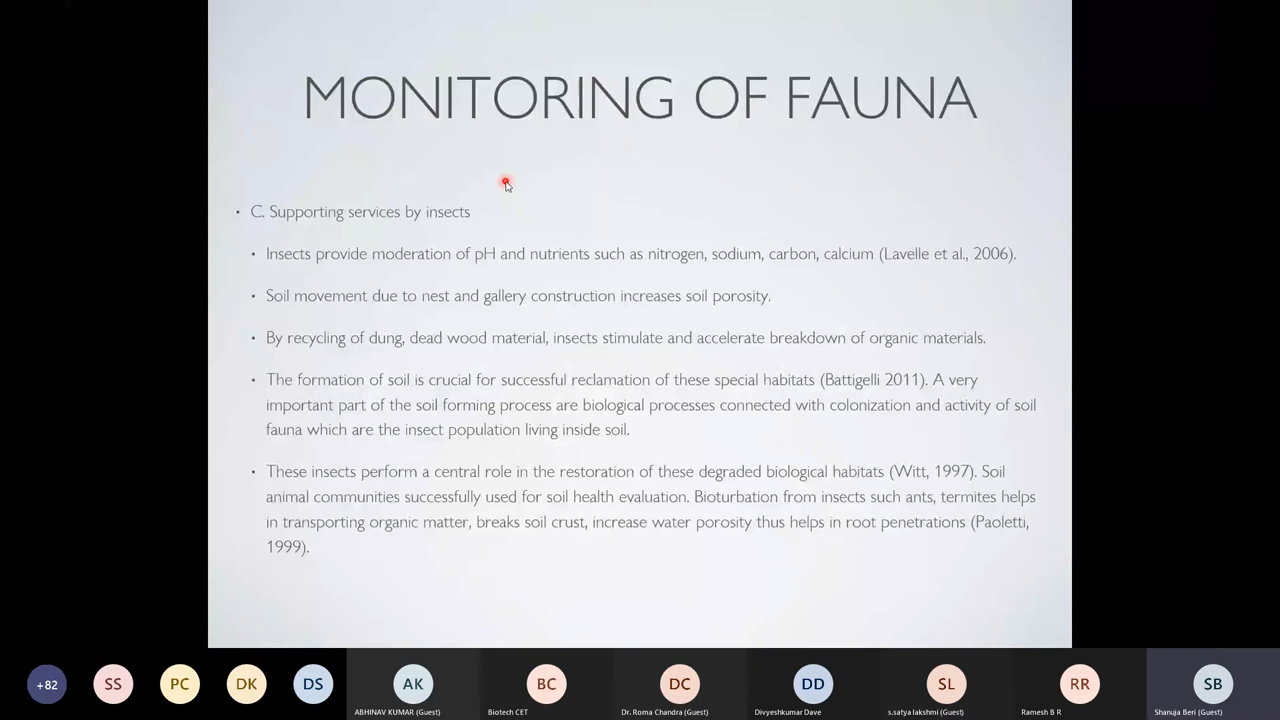 MONITORING OF FAUNA
• C. Supporting services by insects
• Insects provide moderation of pH and nutrients such as nitrogen, sodium, carbon, calcium (Lavelle et al., 2006).
• Soil movement due to nest and gallery construction increases soil porosity.
• By recycling of dung, dead wood material, insects stimulate and accelerate breakdown of organic materials.
• The formation of soil is crucial for successful reclamation of these special habitats (Battigelli 2011). A very
important part of the soil forming process are biological processes connected with colonization and activity of soil
fauna which are the insect population living inside soil.
• These insects perform a central role in the restoration of these degraded biological habitats (Witt, 1997). Soil
animal communities successfully used for soil health evaluation. Bioturbation from insects such ants, termites helps
in transporting organic matter, breaks soil crust, increase water porosity thus helps in root penetrations (Paoletti,
1999).
+82 SS PC DK DS AK BC DC DD SL RR SB
ABHINAV KUMAR (Guest) Biotech CET Dr. Roma Chandra (Guest) Divyeshkumar Dave s.satya lakshmi (Guest) Ramesh B R Shanuja Beri (Guest)